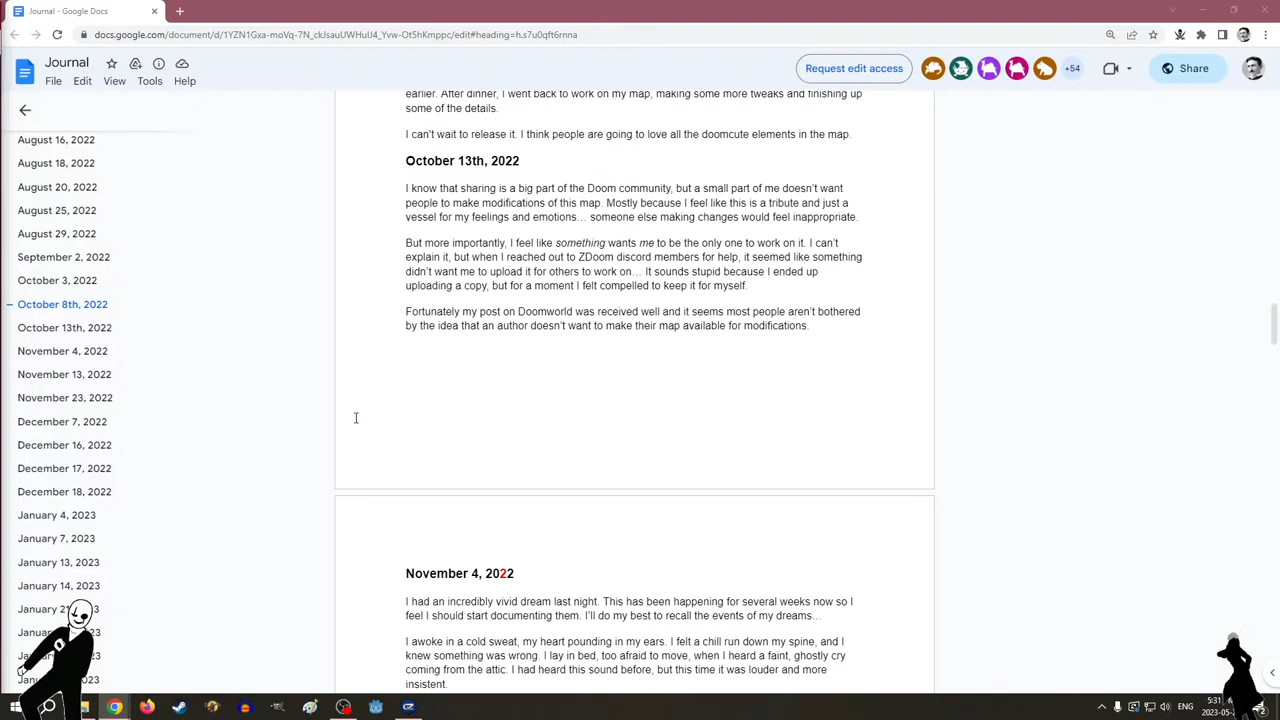 Journal - Google Docs
docs.google.com/document/d/1YZN1Gxa-moVq-7N_ckJsauUWHulJ4_Yvw-Ot5hKmppc/edit#heading=h.s7u0qft6rnna
Journal
File Edit View Tools Help
Request edit access
+54
Share
August 16, 2022
August 18, 2022
August 20, 2022
August 25, 2022
August 29, 2022
September 2, 2022
October 3, 2022
October 8th, 2022
October 13th, 2022
November 4, 2022
November 13, 2022
November 23, 2022
December 7, 2022
December 16, 2022
December 17, 2022
December 18, 2022
January 4, 2023
January 7, 2023
January 13, 2023
January 14, 2023
earlier. After dinner, I went back to work on my map, making some more tweaks and finishing up
some of the details.
I can't wait to release it. I think people are going to love all the doomcute elements in the map.
October 13th, 2022
I know that sharing is a big part of the Doom community, but a small part of me doesn't want
people to make modifications of this map. Mostly because I feel like this is a tribute and just a
vessel for my feelings and emotions… someone else making changes would feel inappropriate.
But more importantly, I feel like something wants me to be the only one to work on it. I can't
explain it, but when I reached out to ZDoom discord members for help, it seemed like something
didn't want me to upload it for others to work on… It sounds stupid because I ended up
uploading a copy, but for a moment I felt compelled to keep it for myself.
Fortunately my post on Doomworld was received well and it seems most people aren't bothered
by the idea that an author doesn't want to make their map available for modifications.
November 4, 2022
I had an incredibly vivid dream last night. This has been happening for several weeks now so I
feel I should start documenting them. I'll do my best to recall the events of my dreams…
I awoke in a cold sweat, my heart pounding in my ears. I felt a chill run down my spine, and I
knew something was wrong. I lay in bed, too afraid to move, when I heard a faint, ghostly cry
coming from the attic. I had heard this sound before, but this time it was louder and more
insistent.
ENG